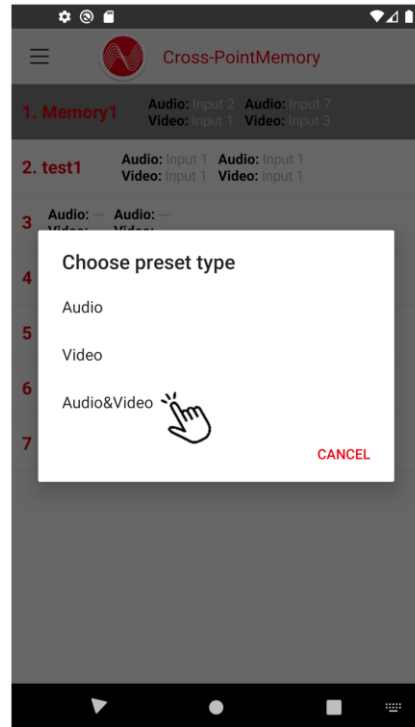 Cross-PointMemory
1. Memory1 Audio: Input 2 Audio: Input 7
Video: Input 1 Video: Input 3
2. test1 Audio: Input 1 Audio: Input 1
Video: Input 1 Video: Input 1
3 Audio: — Audio: —
Video: Video:
Choose preset type
4
Audio
5
Video
6
Audio&Video
7
CANCEL